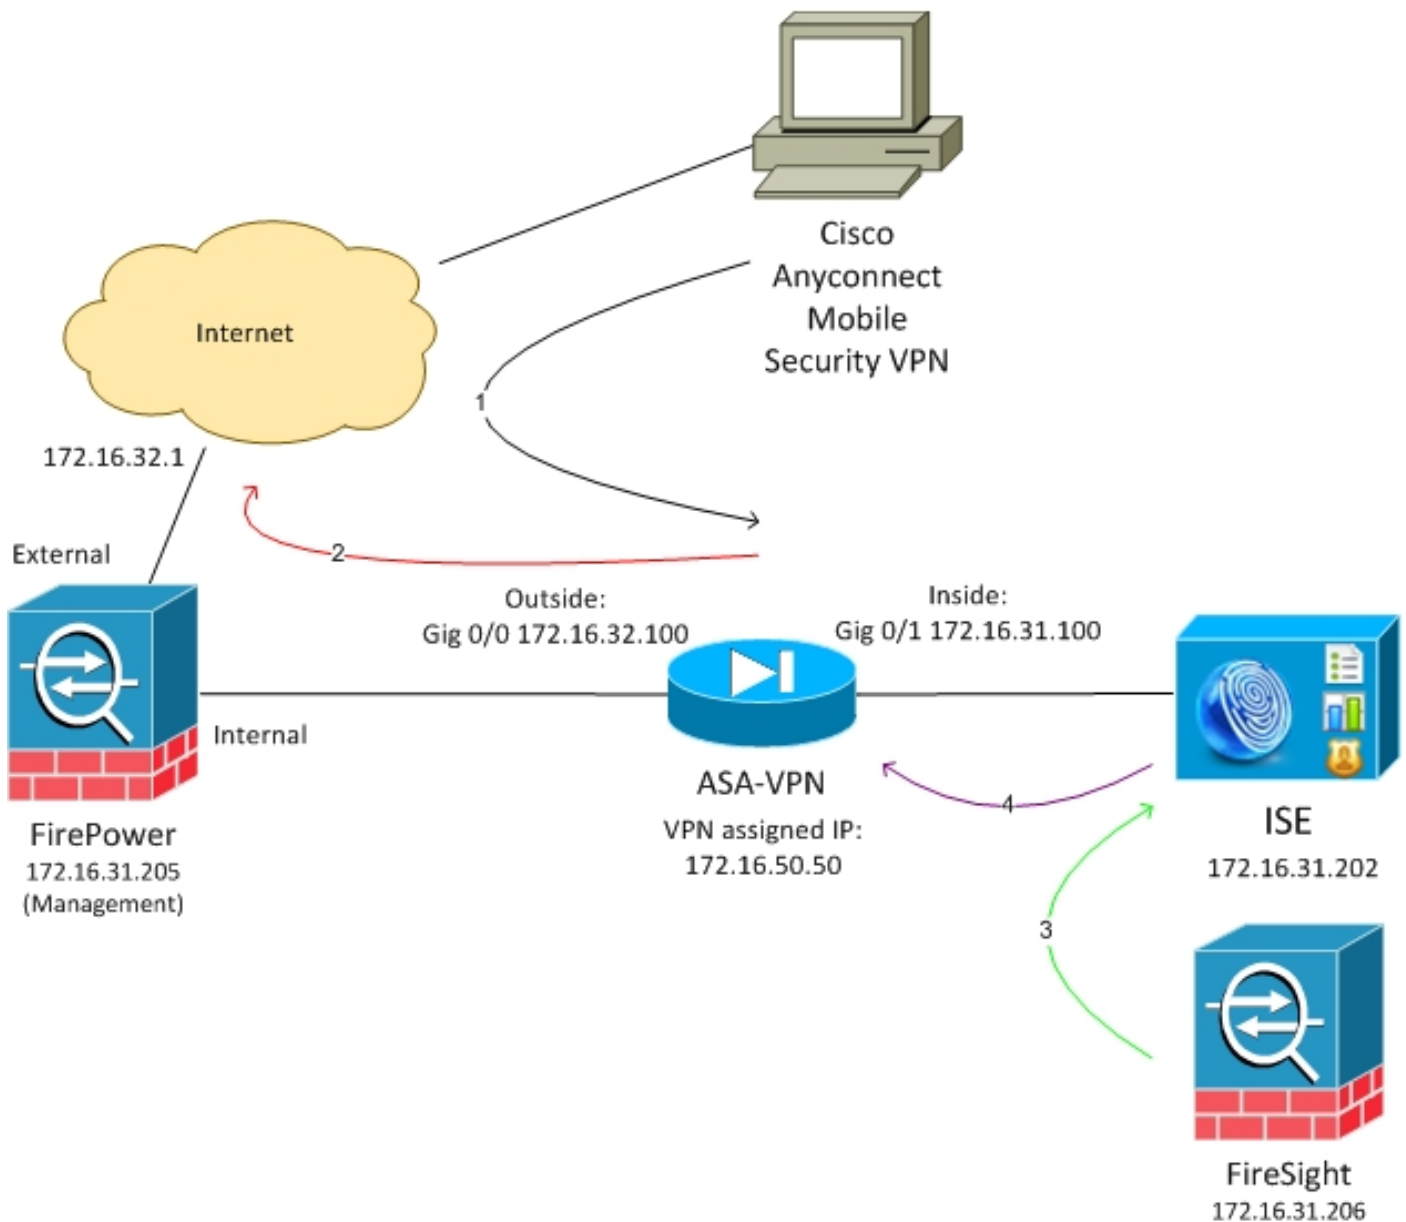 Cisco
Anyconnect
Mobile
Security VPN
Internet
1
172.16.32.1
2
External
Outside:
Gig 0/0 172.16.32.100
Inside:
Gig 0/1 172.16.31.100
Internal
ASA-VPN
VPN assigned IP:
172.16.50.50
4
ISE
172.16.31.202
FirePower
172.16.31.205
(Management)
3
FireSight
172.16.31.206